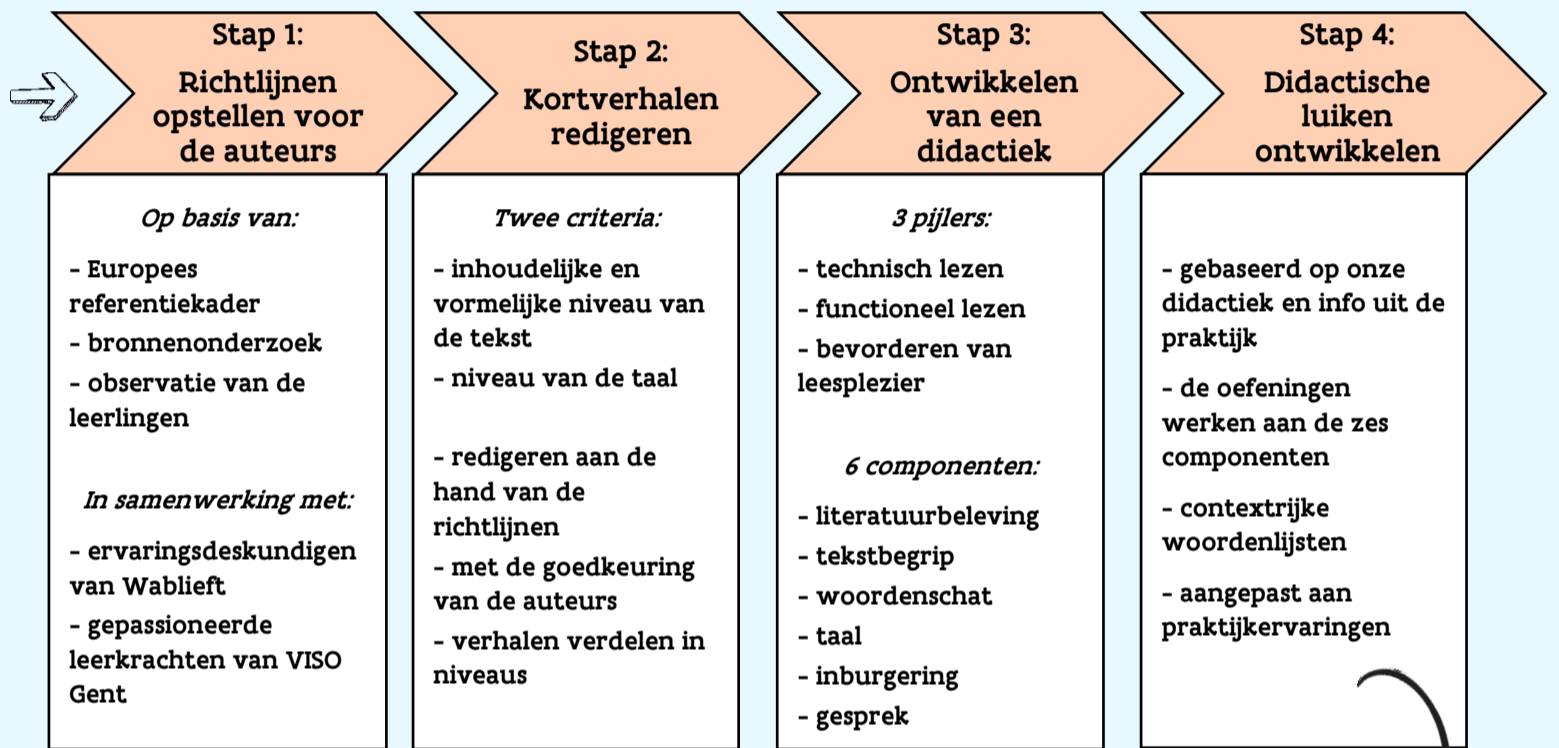 Stap 1:
Richtlijnen
opstellen voor
de auteurs
Op basis van:
- Europees
referentiekader
- bronnenonderzoek
- observatie van de
leerlingen
In samenwerking met:
- ervaringsdeskundigen
van Wablieft
- gepassioneerde
leerkrachten van VISO
Gent
Stap 2:
Kortverhalen
redigeren
Twee criteria:
- inhoudelijke en
vormelijke niveau van
de tekst
- niveau van de taal
- redigeren aan de
hand van de
richtlijnen
- met de goedkeuring
van de auteurs
- verhalen verdelen in
niveaus
Stap 3:
Ontwikkelen
van een
didactiek
3 pijlers:
- technisch lezen
- functioneel lezen
- bevorderen van
leesplezier
6 componenten:
- literatuurbeleving
- tekstbegrip
- woordenschat
- taal
- inburgering
- gesprek
Stap 4:
Didactische
luiken
ontwikkelen
- gebaseerd op onze
didactiek en info uit de
praktijk
- de oefeningen
werken aan de zes
componenten
- contextrijke
woordenlijsten
- aangepast aan
praktijkervaringen